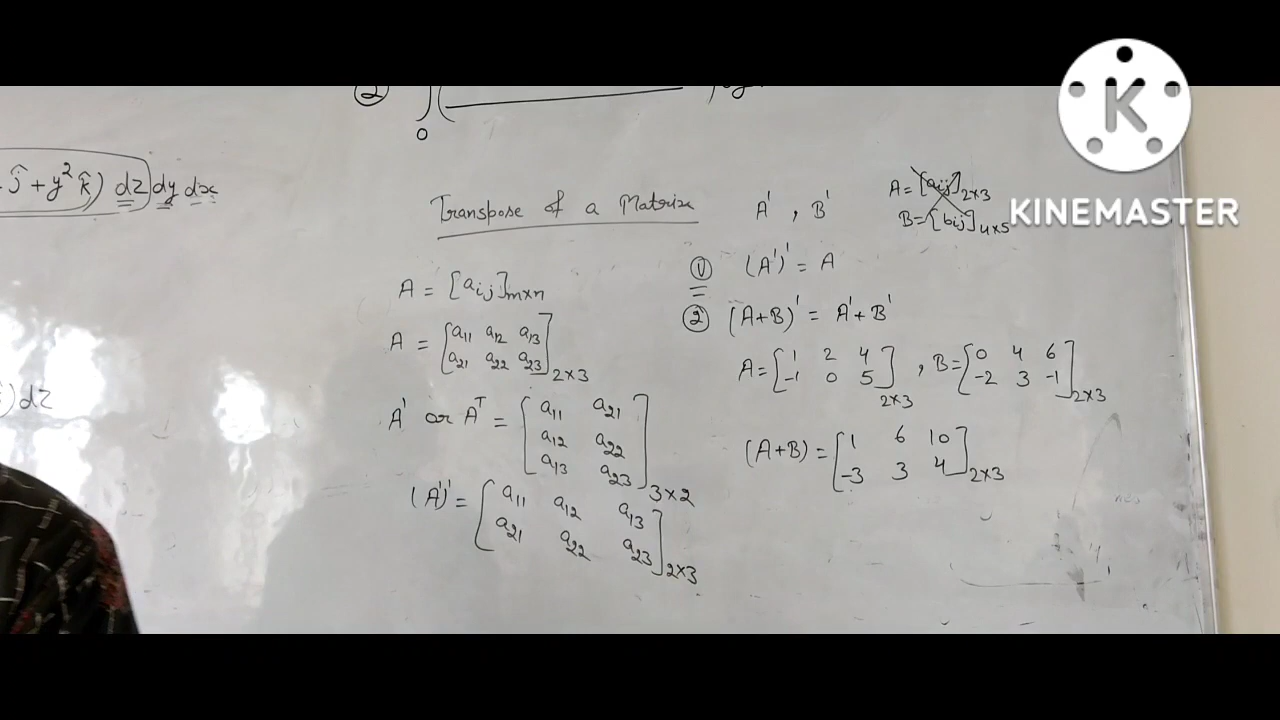 ②
0
ĵ + y² k̂) dz dy dx
) dz
Transpose of a Matrix
A = [aij]m×n
A = [a11 a12 a13
a21 a22 a23]2×3
A' or Aᵀ = [a11 a21
a12 a22
a13 a23]3×2
(A')' = [a11 a12 a13
a21 a22 a23]2×3
A' , B'
A = [aij]2×3
B = [bij]4×5
① (A')' = A
② (A+B)' = A' + B'
A = [1 2 4
-1 0 5]2×3 , B = [0 4 6
-2 3 -1]2×3
(A+B) = [1 6 10
-3 3 4]2×3
K
KINEMASTER